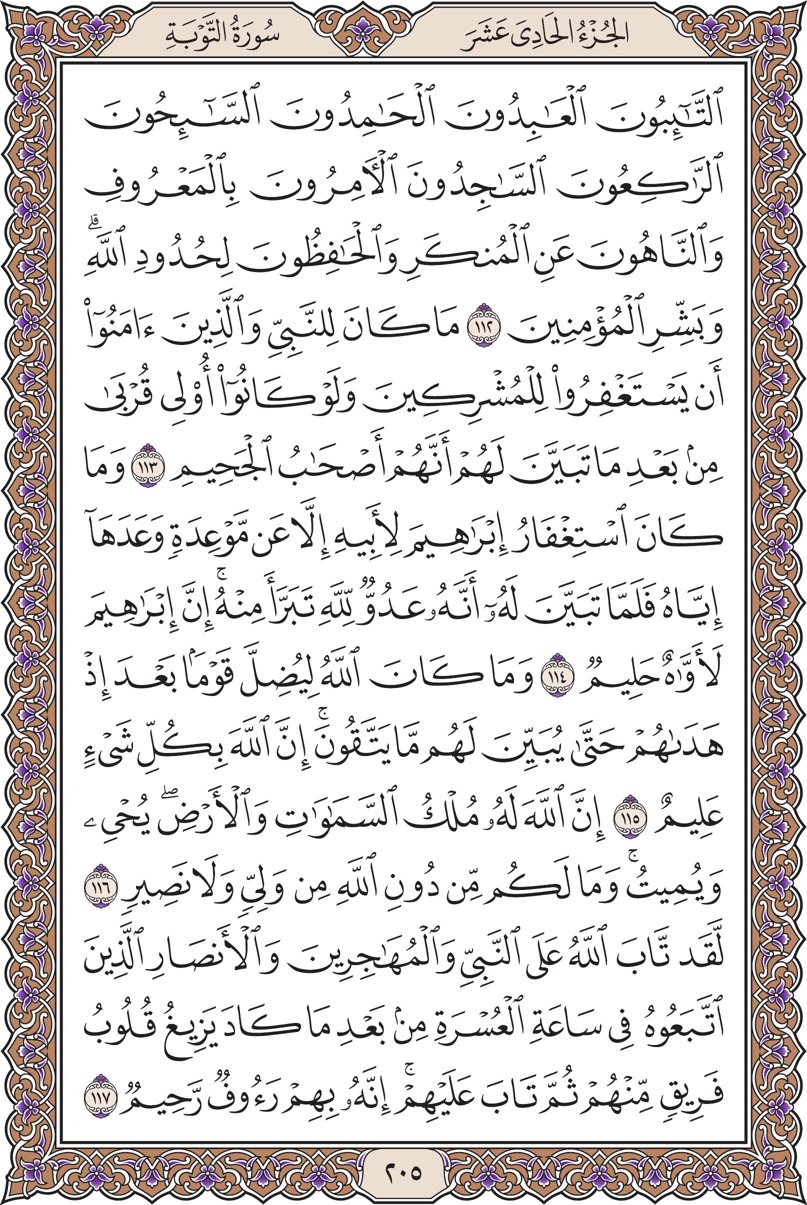 الجُزْءُ الحَادِيَ عَشَرَ
سُورَةُ التَّوۡبَةِ
ٱلتَّـٰٓئِبُونَ ٱلۡعَٰبِدُونَ ٱلۡحَٰمِدُونَ ٱلسَّـٰٓئِحُونَ
ٱلرَّٰكِعُونَ ٱلسَّٰجِدُونَ ٱلۡأٓمِرُونَ بِٱلۡمَعۡرُوفِ
وَٱلنَّاهُونَ عَنِ ٱلۡمُنكَرِ وَٱلۡحَٰفِظُونَ لِحُدُودِ ٱللَّهِۗ
وَبَشِّرِ ٱلۡمُؤۡمِنِينَ ١١٢ مَا كَانَ لِلنَّبِيِّ وَٱلَّذِينَ ءَامَنُوٓاْ
أَن يَسۡتَغۡفِرُواْ لِلۡمُشۡرِكِينَ وَلَوۡ كَانُوٓاْ أُوْلِي قُرۡبَىٰ
مِنۢ بَعۡدِ مَا تَبَيَّنَ لَهُمۡ أَنَّهُمۡ أَصۡحَٰبُ ٱلۡجَحِيمِ ١١٣ وَمَا
كَانَ ٱسۡتِغۡفَارُ إِبۡرَٰهِيمَ لِأَبِيهِ إِلَّا عَن مَّوۡعِدَةٖ وَعَدَهَآ
إِيَّاهُ فَلَمَّا تَبَيَّنَ لَهُۥٓ أَنَّهُۥ عَدُوّٞ لِّلَّهِ تَبَرَّأَ مِنۡهُۚ إِنَّ إِبۡرَٰهِيمَ
لَأَوَّٰهٌ حَلِيمٞ ١١٤ وَمَا كَانَ ٱللَّهُ لِيُضِلَّ قَوۡمَۢا بَعۡدَ إِذۡ
هَدَىٰهُمۡ حَتَّىٰ يُبَيِّنَ لَهُم مَّا يَتَّقُونَۚ إِنَّ ٱللَّهَ بِكُلِّ شَيۡءٍ
عَلِيمٌ ١١٥ إِنَّ ٱللَّهَ لَهُۥ مُلۡكُ ٱلسَّمَٰوَٰتِ وَٱلۡأَرۡضِۖ يُحۡيِۦ
وَيُمِيتُۚ وَمَا لَكُم مِّن دُونِ ٱللَّهِ مِن وَلِيّٖ وَلَا نَصِيرٖ ١١٦
لَّقَد تَّابَ ٱللَّهُ عَلَى ٱلنَّبِيِّ وَٱلۡمُهَٰجِرِينَ وَٱلۡأَنصَارِ ٱلَّذِينَ
ٱتَّبَعُوهُ فِي سَاعَةِ ٱلۡعُسۡرَةِ مِنۢ بَعۡدِ مَا كَادَ يَزِيغُ قُلُوبُ
فَرِيقٖ مِّنۡهُمۡ ثُمَّ تَابَ عَلَيۡهِمۡۚ إِنَّهُۥ بِهِمۡ رَءُوفٞ رَّحِيمٞ ١١٧
٢٠٥